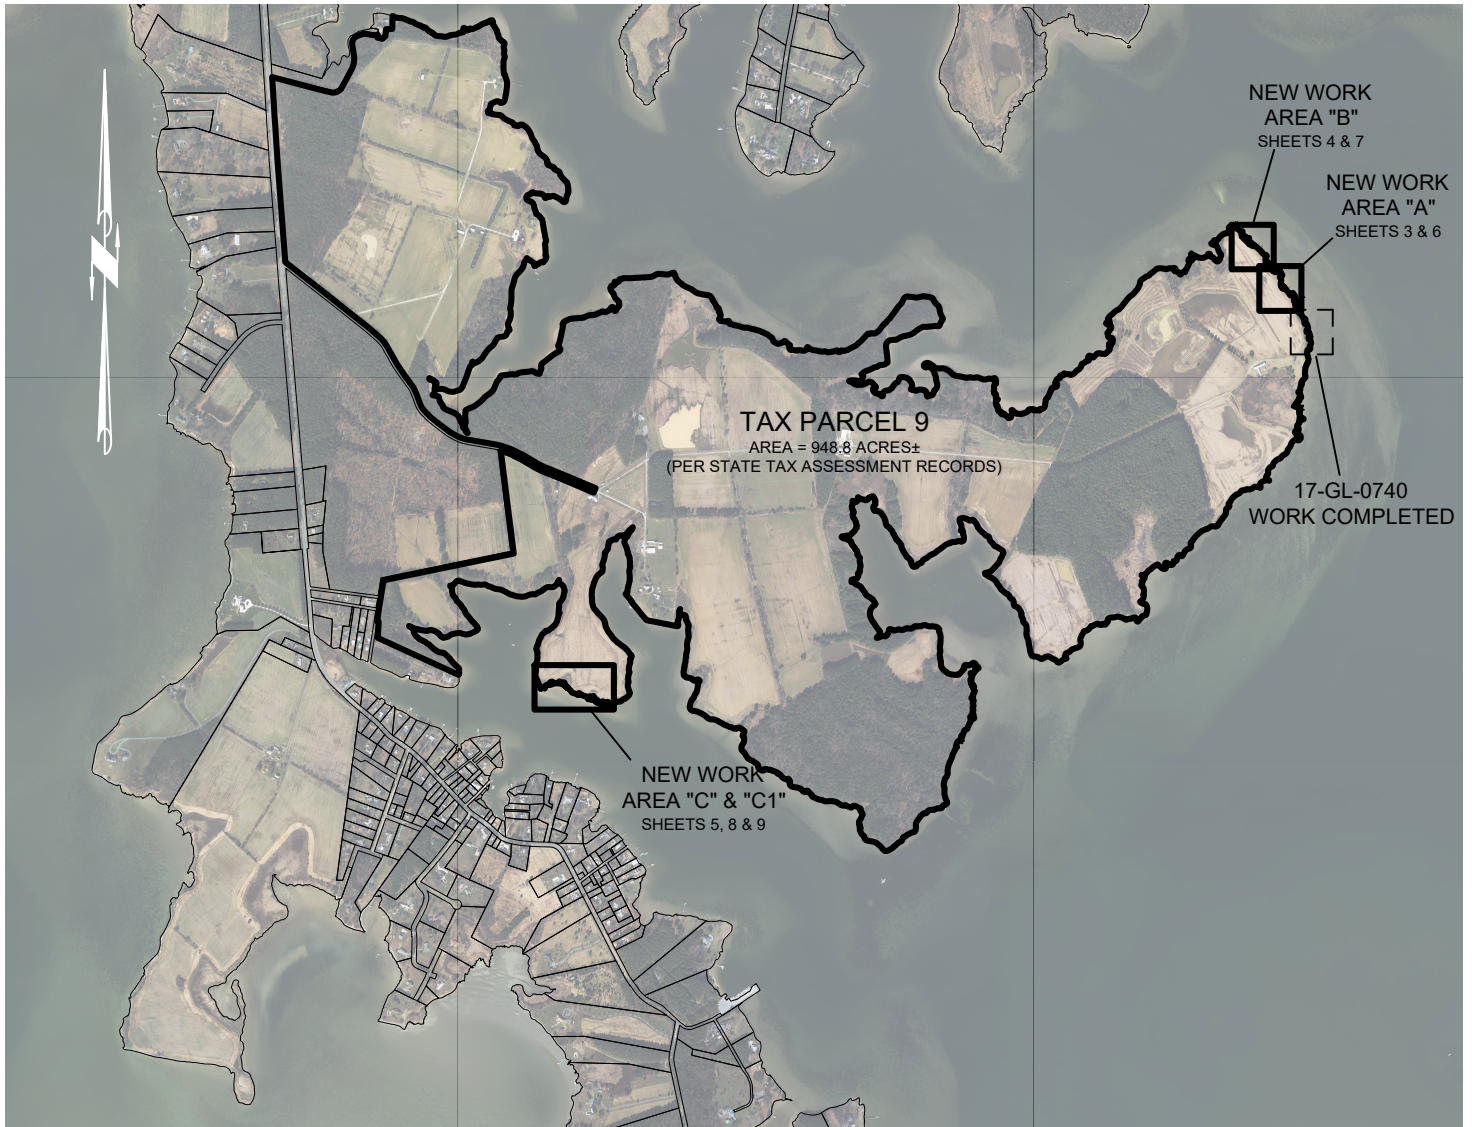 NEW WORK
AREA "B"
SHEETS 4 & 7
NEW WORK
AREA "A"
SHEETS 3 & 6
TAX PARCEL 9
AREA = 948.8 ACRES±
(PER STATE TAX ASSESSMENT RECORDS)
17-GL-0740
WORK COMPLETED
NEW WORK
AREA "C" & "C1"
SHEETS 5, 8 & 9
N